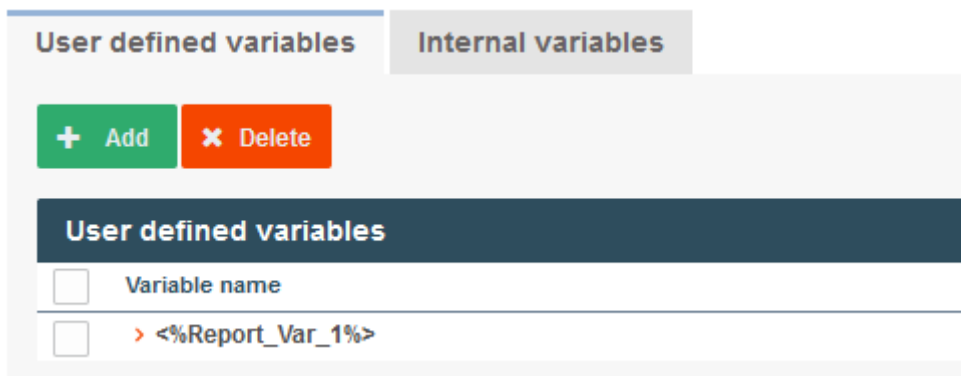 User defined variables Internal variables
Add Delete
User defined variables
Variable name
<%Report_Var_1%>